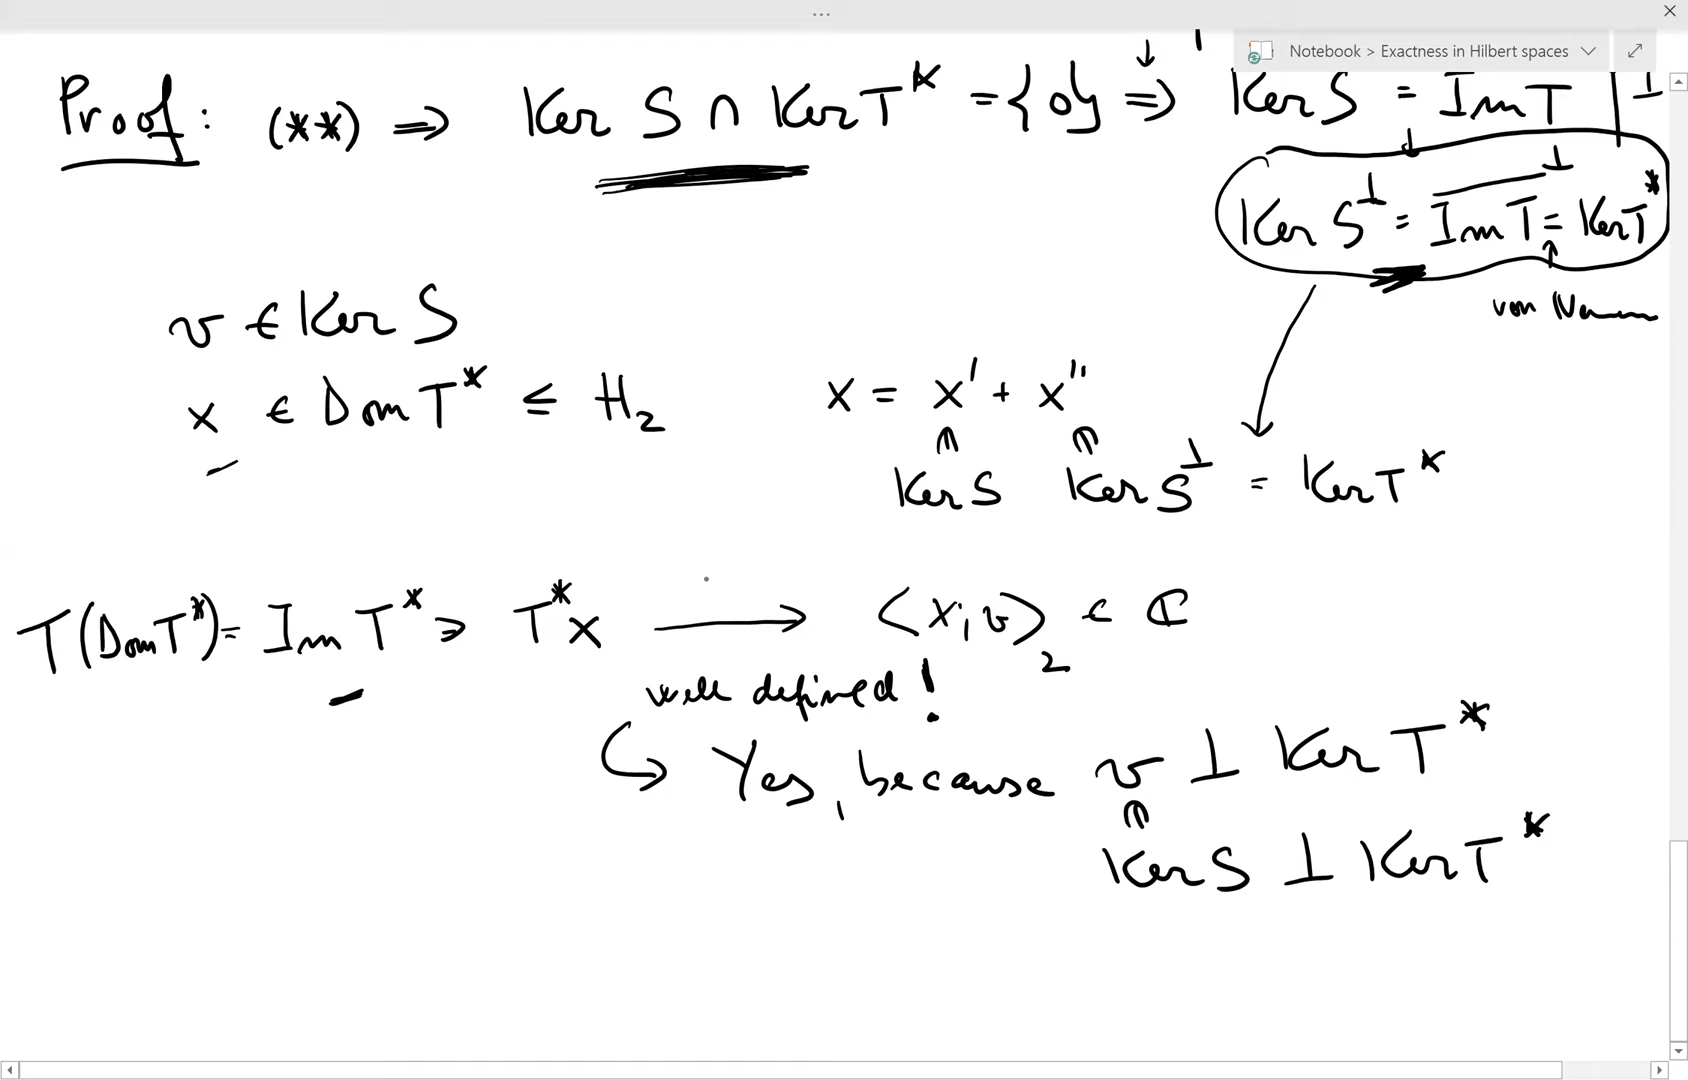 Notebook > Exactness in Hilbert spaces
Proof: (**) ⇒ Ker S ∩ Ker T* = {0} ⇒ Ker S = Im T | ⊥
Ker S⊥ = Im T⊥ = Ker T*
von
v ∈ Ker S
x ∈ Dom T* ≤ H₂
x = x' + x''
Ker S Ker S⊥ = Ker T*
T(Dom T*) = Im T* ∋ T*x → ⟨x, v⟩₂ ∈ ℂ
well defined!
↪ Yes, because v ⊥ Ker T*
Ker S ⊥ Ker T*